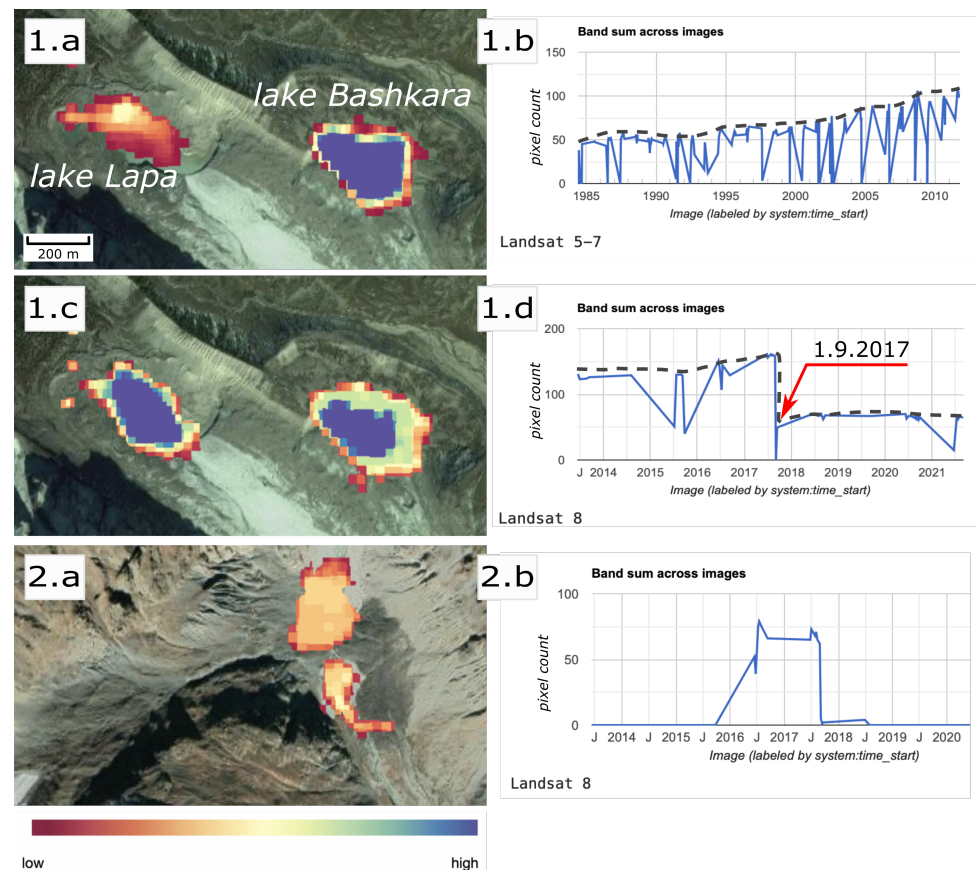 1.a
lake Bashkara
lake Lapa
200 m
1.b
Band sum across images
pixel count
150
100
50
0
1985 1990 1995 2000 2005 2010
Image (labeled by system:time_start)
Landsat 5-7
1.c
1.d
Band sum across images
pixel count
200
100
0
1.9.2017
J 2014 2015 2016 2017 2018 2019 2020 2021
Image (labeled by system:time_start)
Landsat 8
2.a
2.b
Band sum across images
pixel count
100
50
0
J 2014 J 2015 J 2016 J 2017 J 2018 J 2019 J 2020
Image (labeled by system:time_start)
Landsat 8
low high